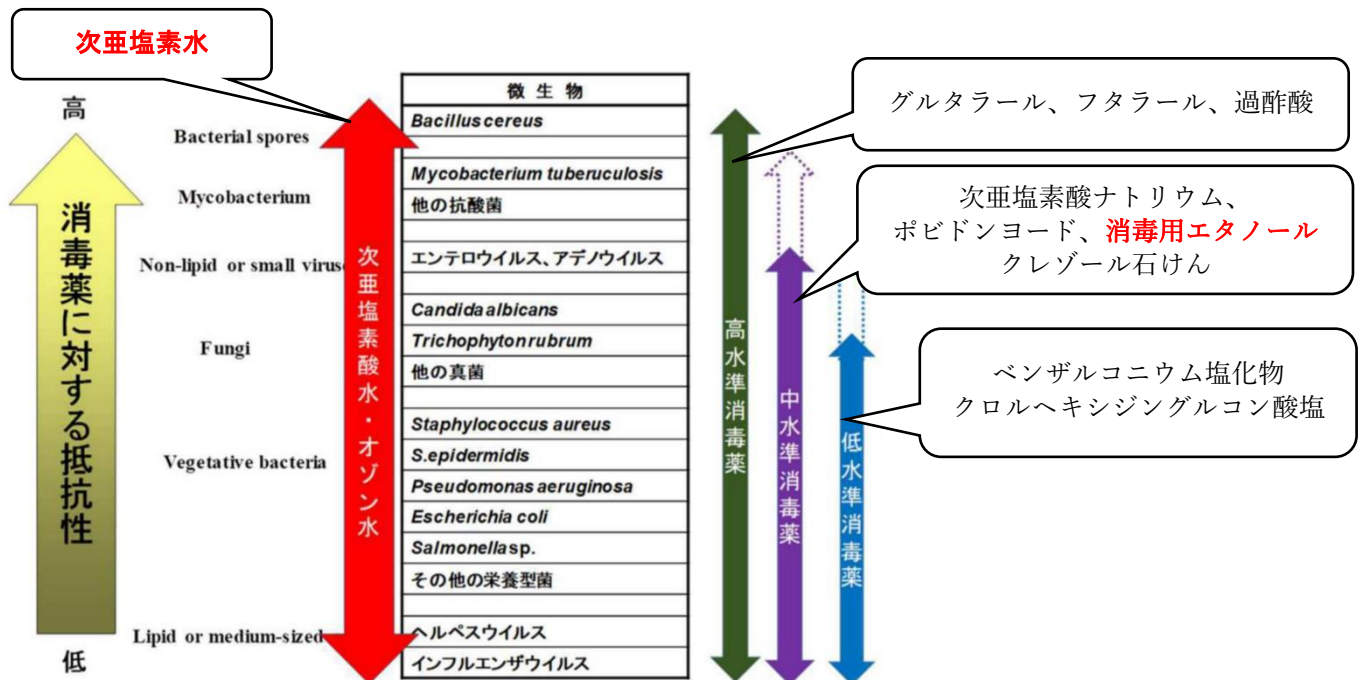 次亜塩素水
高
消毒薬に対する抵抗性
低
Bacterial spores
Mycobacterium
Non-lipid or small virus
Fungi
Vegetative bacteria
Lipid or medium-sized
次亜塩素酸水・オゾン水
微生物
Bacillus cereus
Mycobacterium tuberuculosis
他の抗酸菌
エンテロウイルス、アデノウイルス
Candida albicans
Trichophyton rubrum
他の真菌
Staphylococcus aureus
S.epidermidis
Pseudomonas aeruginosa
Escherichia coli
Salmonella sp.
その他の栄養型菌
ヘルペスウイルス
インフルエンザウイルス
高水準消毒薬
中水準消毒薬
低水準消毒薬
グルタラール、フタラール、過酢酸
次亜塩素酸ナトリウム、
ポビドンヨード、消毒用エタノール
クレゾール石けん
ベンザルコニウム塩化物
クロルヘキシジングルコン酸塩